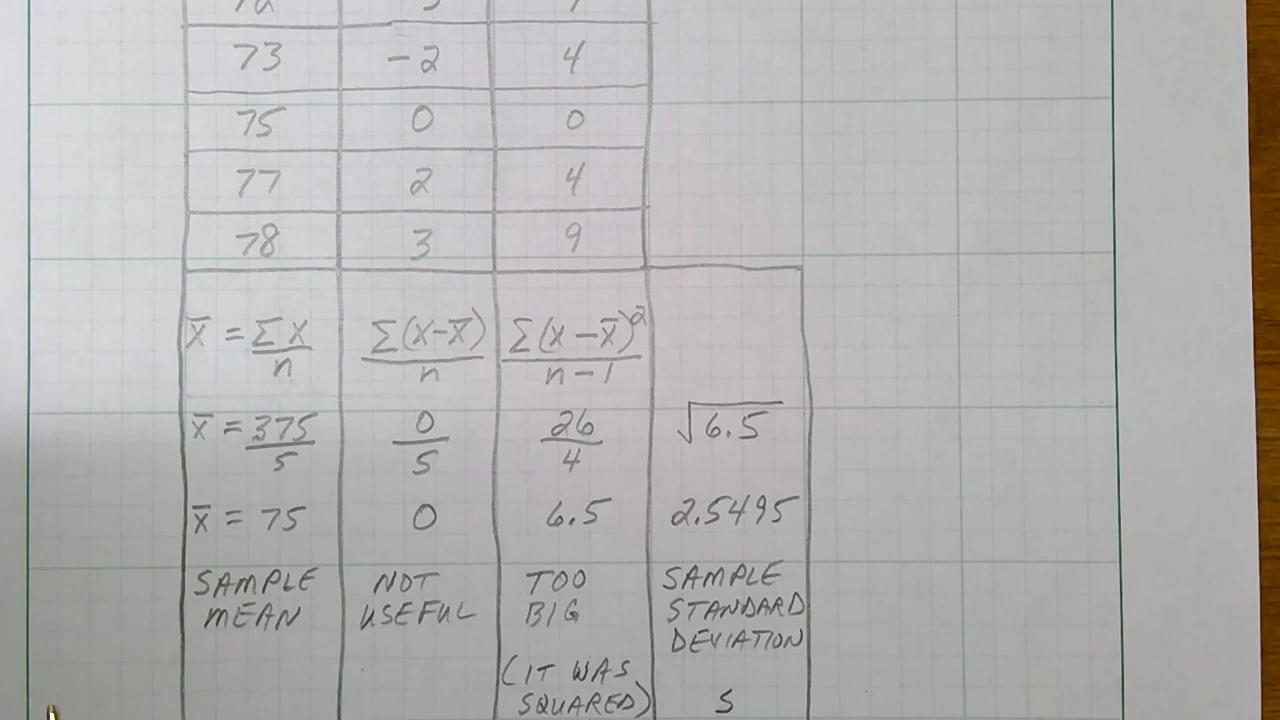 73 -2 4
75 0 0
77 2 4
78 3 9
x̄ = Σx/n Σ(x-x̄)/n Σ(x-x̄)²/n-1
x̄ = 375/5 0/5 26/4 √6.5
x̄ = 75 0 6.5 2.5495
SAMPLE NOT TOO SAMPLE
MEAN USEFUL BIG STANDARD
DEVIATION
(IT WAS
SQUARED) S